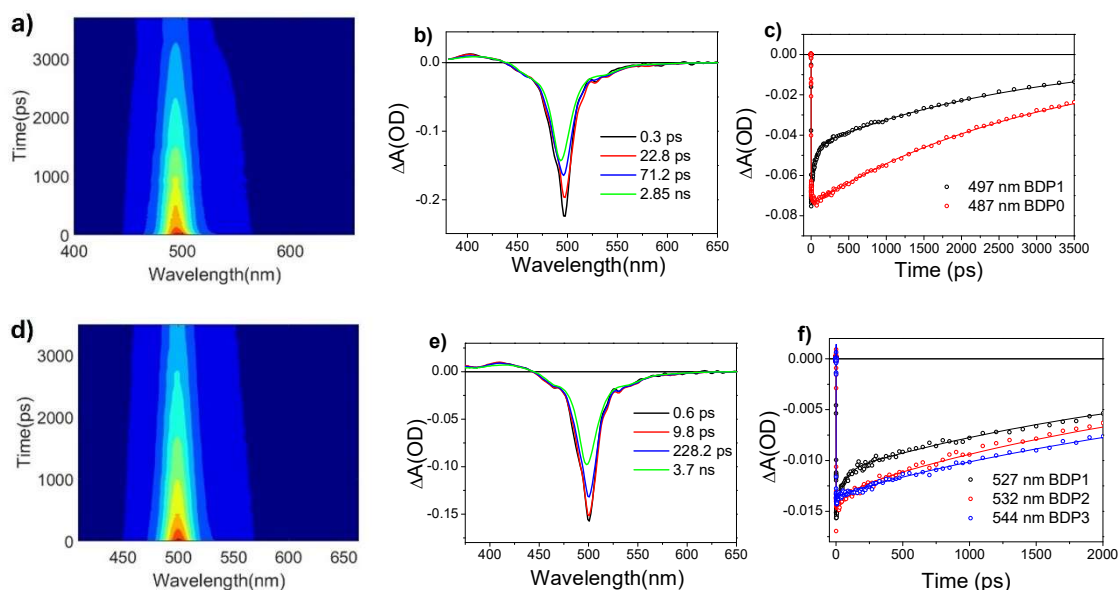 a)
Time(ps)
3000
2000
1000
0
400
500
600
Wavelength(nm)
b)
ΔA(OD)
0.0
-0.1
-0.2
0.3 ps
22.8 ps
71.2 ps
2.85 ns
400
450
500
550
600
650
Wavelength(nm)
c)
ΔA(OD)
0.00
-0.02
-0.04
-0.06
-0.08
497 nm BDP1
487 nm BDP0
0
500
1000
1500
2000
2500
3000
3500
Time (ps)
d)
Time(ps)
3000
2000
1000
0
450
500
550
600
650
Wavelength(nm)
e)
ΔA(OD)
0.00
-0.05
-0.10
-0.15
0.6 ps
9.8 ps
228.2 ps
3.7 ns
400
450
500
550
600
650
Wavelength(nm)
f)
ΔA(OD)
0.000
-0.005
-0.010
-0.015
527 nm BDP1
532 nm BDP2
544 nm BDP3
0
500
1000
1500
2000
Time (ps)